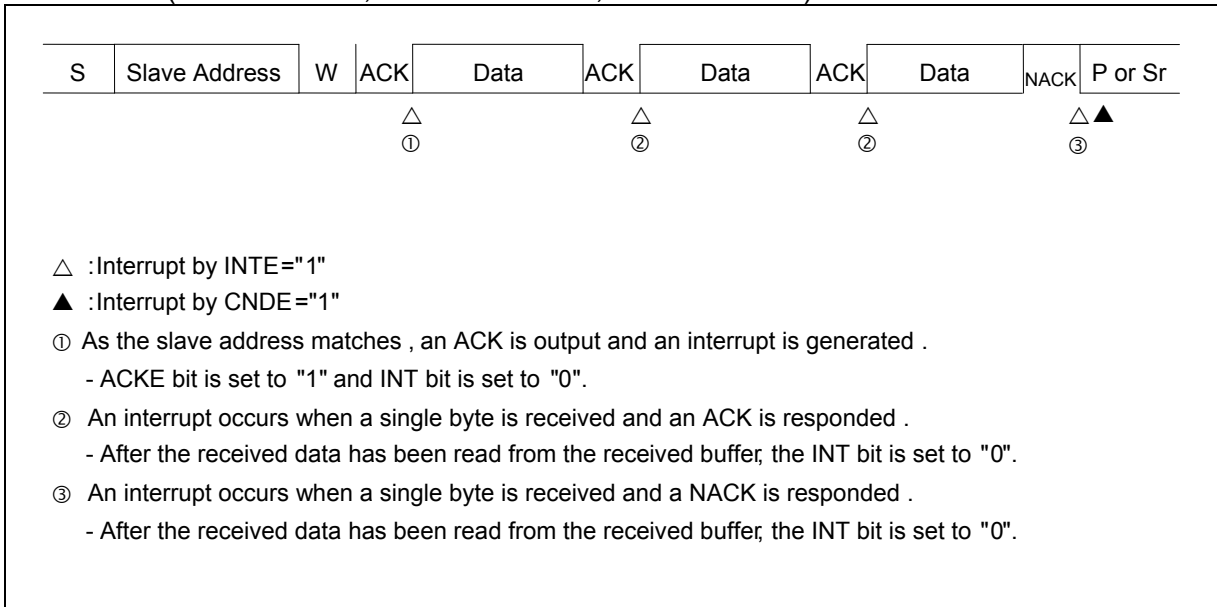 S Slave Address W ACK Data ACK Data ACK Data NACK P or Sr
△ △ △ △▲
① ② ② ③
△ :Interrupt by INTE="1"
▲ :Interrupt by CNDE="1"
① As the slave address matches , an ACK is output and an interrupt is generated .
- ACKE bit is set to "1" and INT bit is set to "0".
② An interrupt occurs when a single byte is received and an ACK is responded .
- After the received data has been read from the received buffer, the INT bit is set to "0".
③ An interrupt occurs when a single byte is received and a NACK is responded .
- After the received data has been read from the received buffer, the INT bit is set to "0".